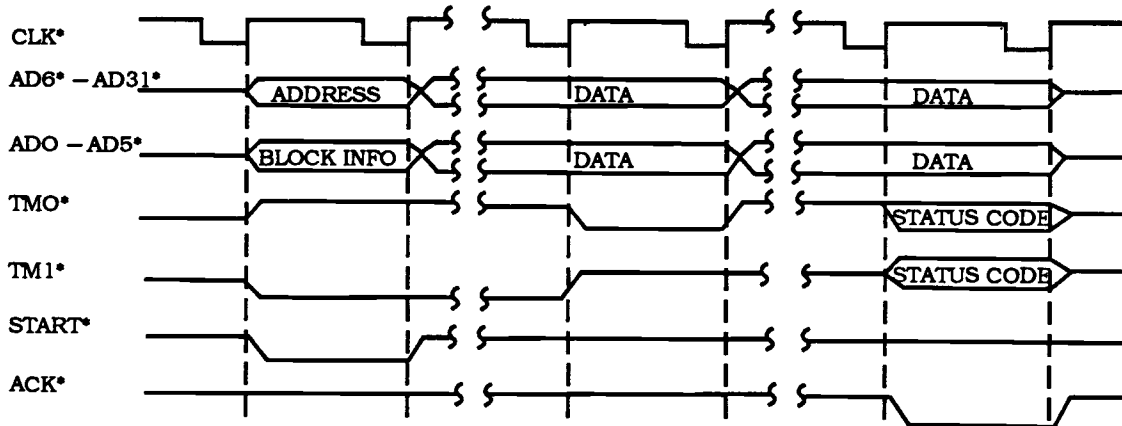 CLK*
AD6* – AD31*
ADDRESS
DATA
DATA
ADO – AD5*
BLOCK INFO
DATA
DATA
TMO*
STATUS CODE
TM1*
STATUS CODE
START*
ACK*